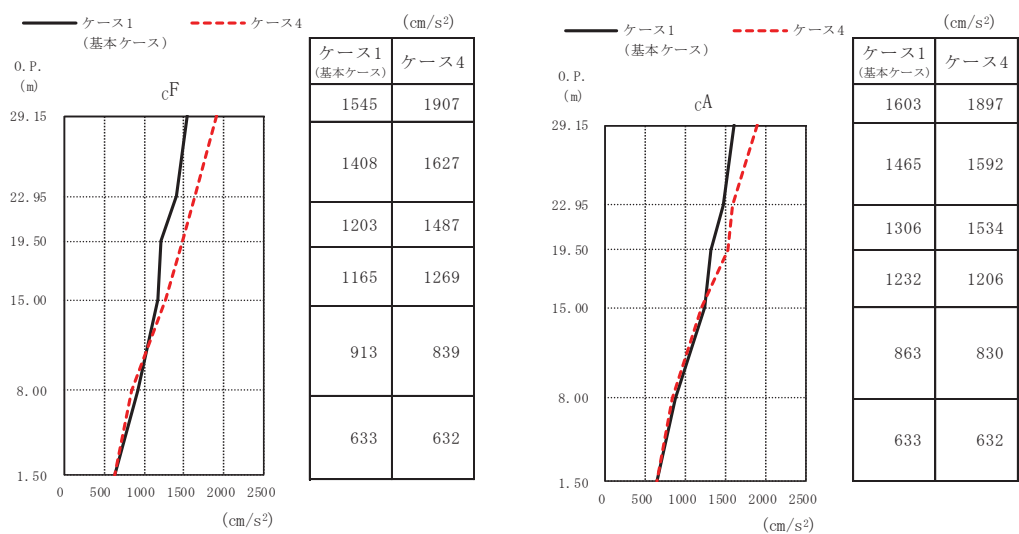 ケース1
(基本ケース)
ケース4
(cm/s²)
O.P.
(m)
CF
29.15
22.95
19.50
15.00
8.00
1.50
0 500 1000 1500 2000 2500
(cm/s²)
ケース1
(基本ケース)
ケース4
1545 1907
1408 1627
1203 1487
1165 1269
913 839
633 632
ケース1
(基本ケース)
ケース4
(cm/s²)
O.P.
(m)
CA
29.15
22.95
19.50
15.00
8.00
1.50
0 500 1000 1500 2000 2500
(cm/s²)
ケース1
(基本ケース)
ケース4
1603 1897
1465 1592
1306 1534
1232 1206
863 830
633 632